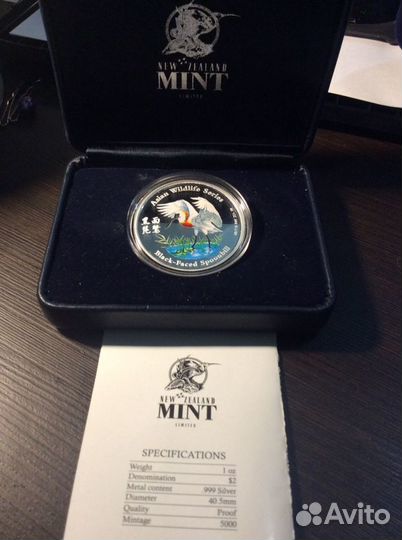 NEW ZEALAND
MINT
LIMITED
Asian Wildlife Series
黑面
琵鷺
Black-Faced Spoonbill
NEW ZEALAND
MINT
LIMITED
SPECIFICATIONS
Weight 1 oz
Denomination $2
Metal content .999 Silver
Diameter 40.5mm
Quality Proof
Mintage 5000
Avito